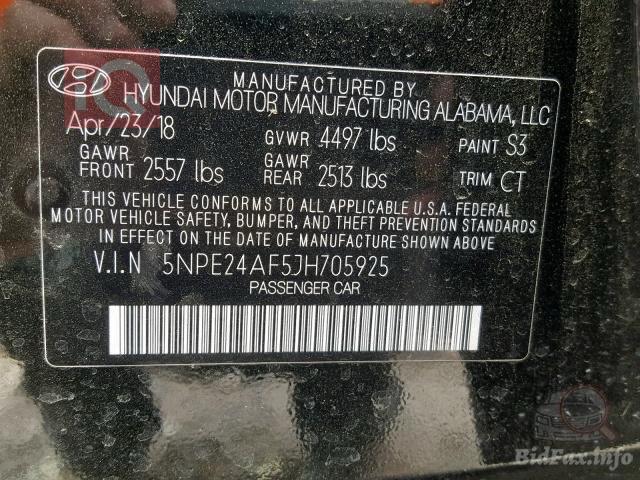 MANUFACTURED BY
HYUNDAI MOTOR MANUFACTURING ALABAMA, LLC
Apr/23/18 GVWR 4497 lbs PAINT S3
GAWR FRONT 2557 lbs GAWR REAR 2513 lbs TRIM CT
THIS VEHICLE CONFORMS TO ALL APPLICABLE U.S.A. FEDERAL
MOTOR VEHICLE SAFETY, BUMPER, AND THEFT PREVENTION STANDARDS
IN EFFECT ON THE DATE OF MANUFACTURE SHOWN ABOVE
V.I.N 5NPE24AF5JH705925
PASSENGER CAR
IQ
BidFax.info